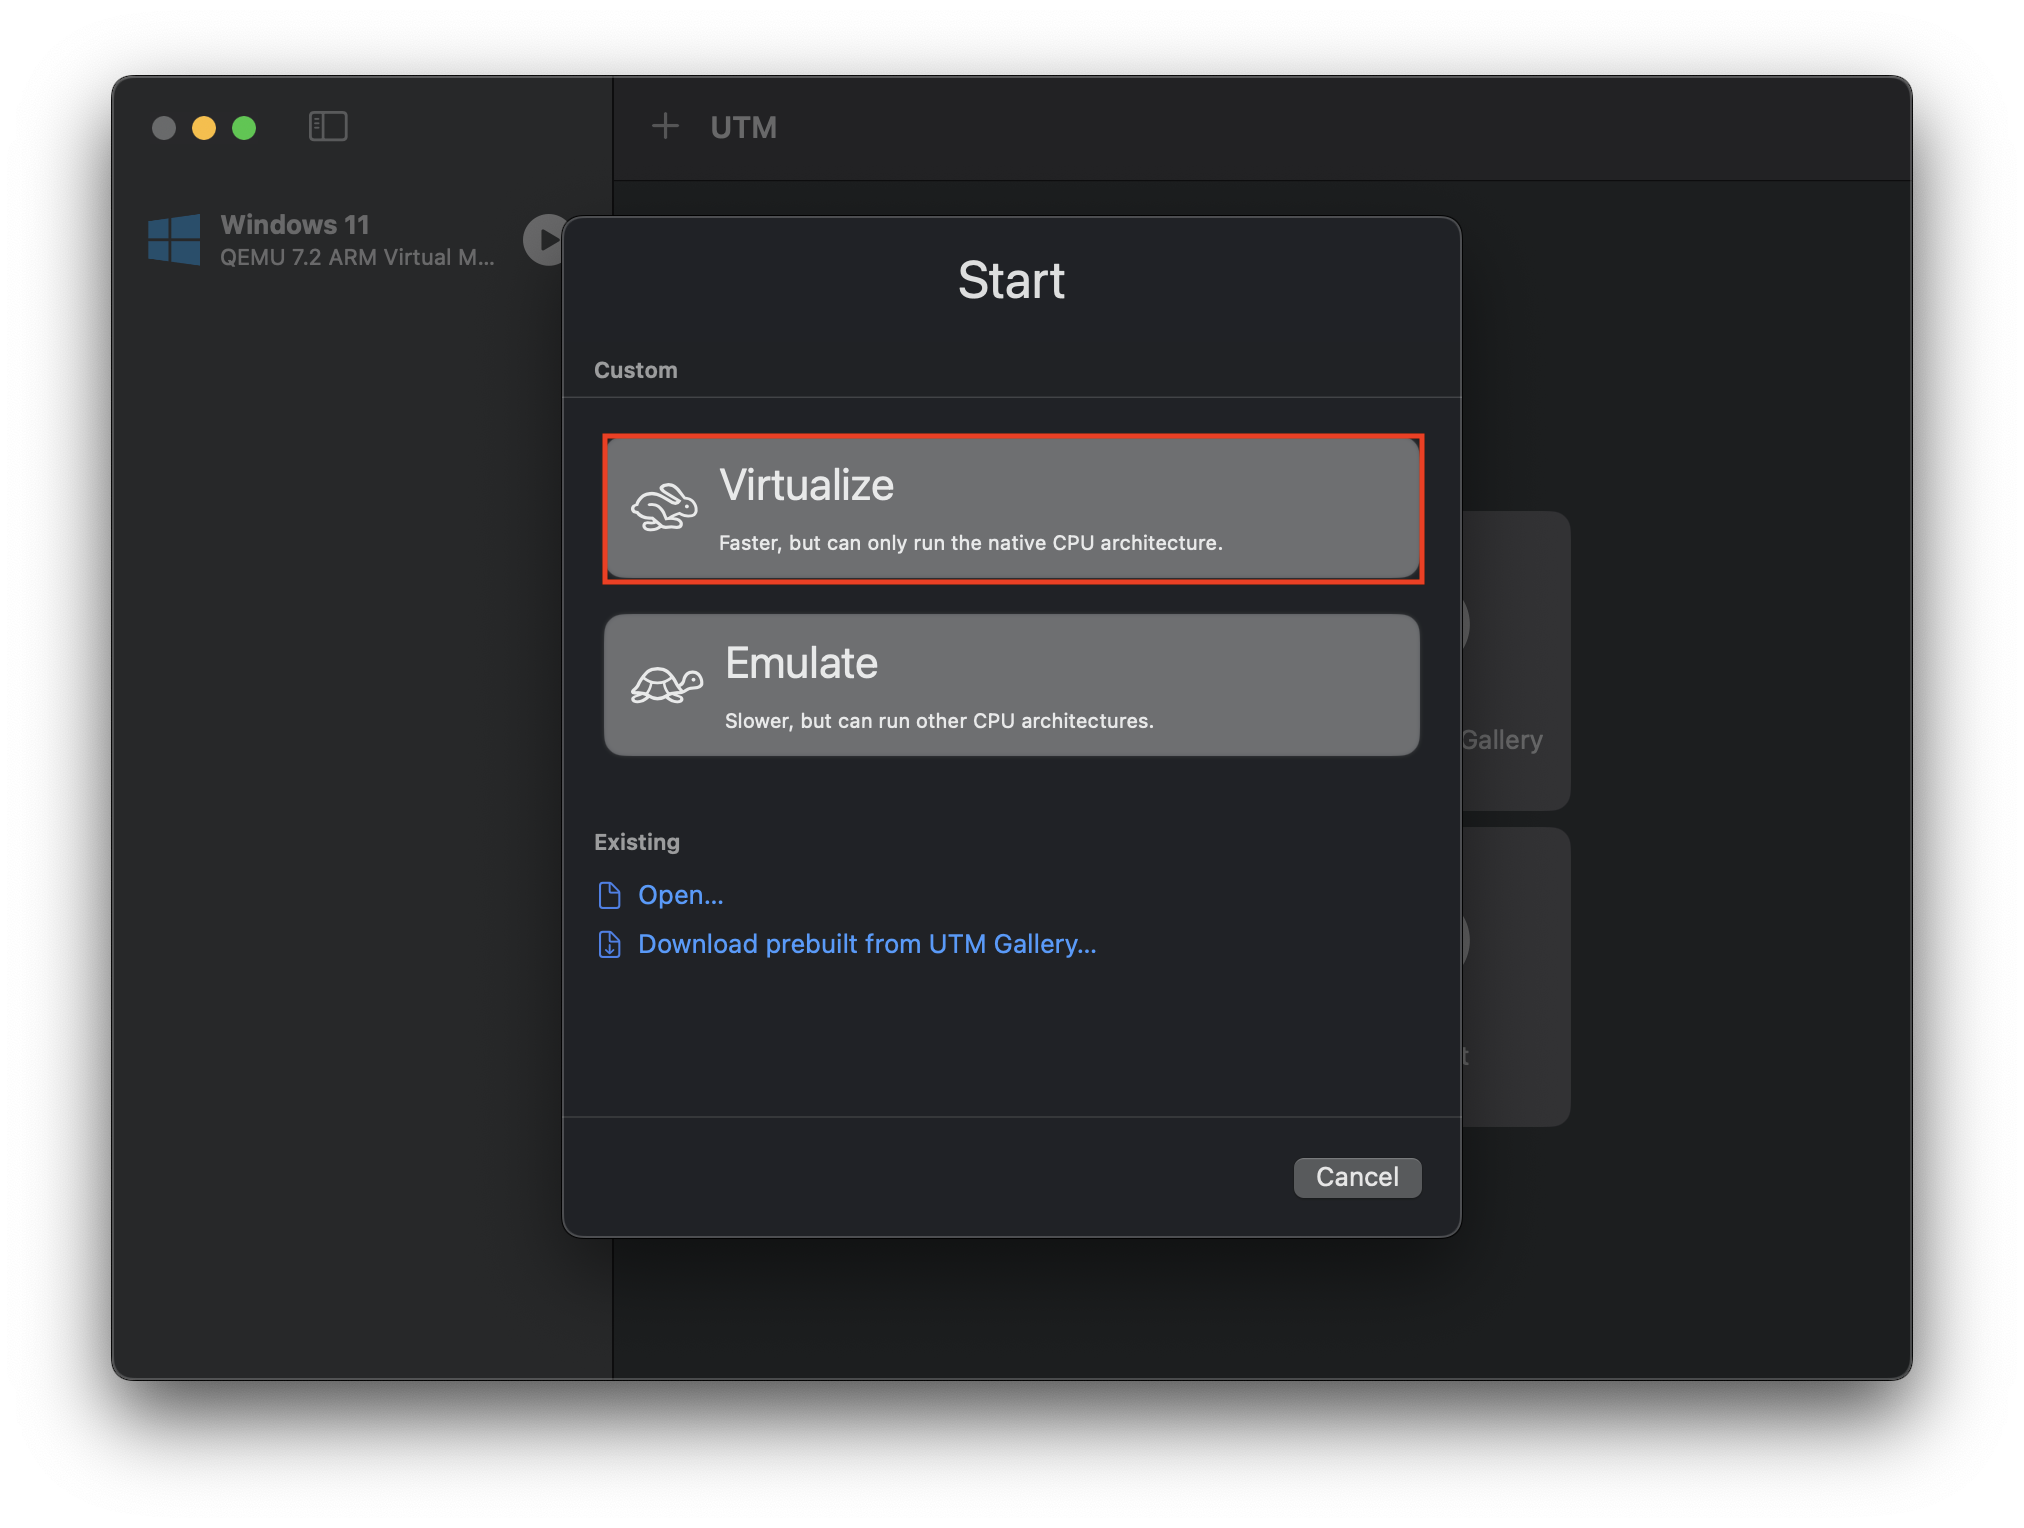 UTM
Windows 11
QEMU 7.2 ARM Virtual M...
Start
Custom
Virtualize
Faster, but can only run the native CPU architecture.
Emulate
Slower, but can run other CPU architectures.
Gallery
Existing
Open...
Download prebuilt from UTM Gallery...
t
Cancel